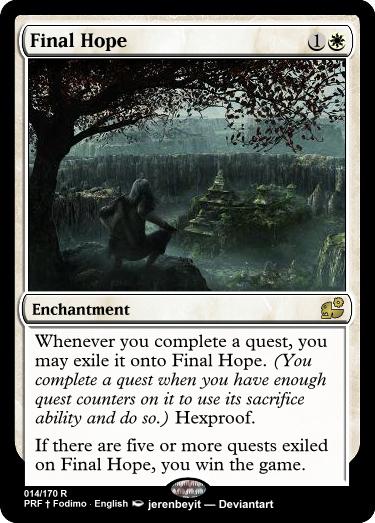 Final Hope 1
Enchantment
Whenever you complete a quest, you
may exile it onto Final Hope. (You
complete a quest when you have enough
quest counters on it to use its sacrifice
ability and do so.) Hexproof.
If there are five or more quests exiled
on Final Hope, you win the game.
014/170 R
PRF † Fodimo · English jerenbeyit — Deviantart